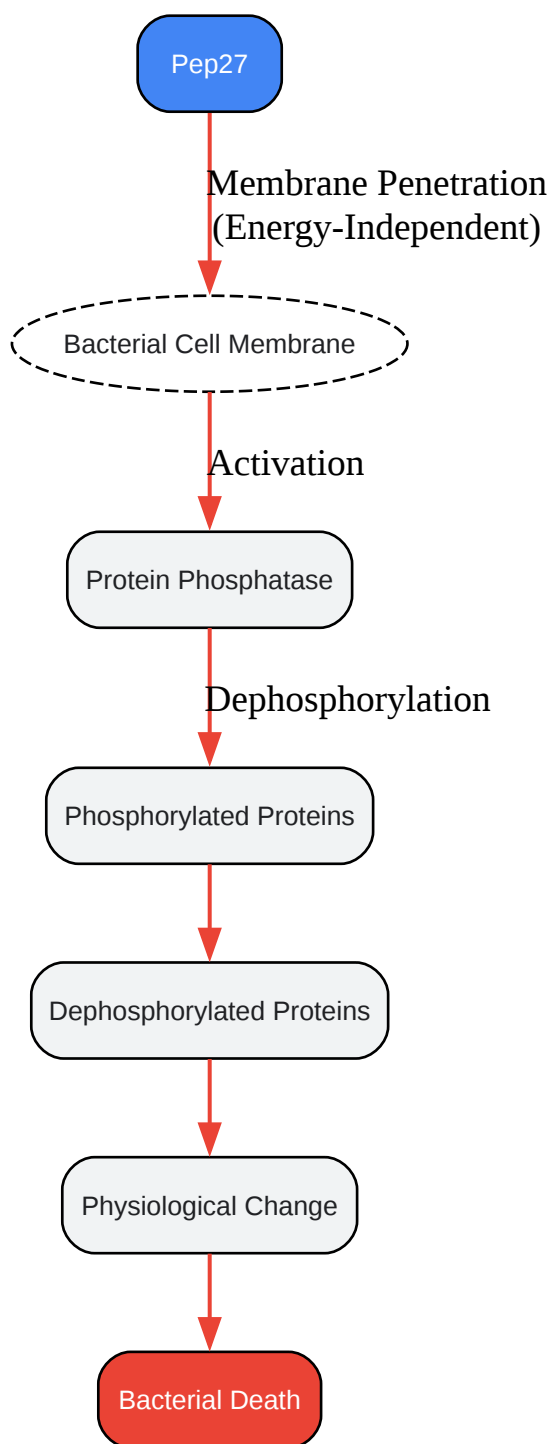 Pep27
Membrane Penetration
(Energy-Independent)
Bacterial Cell Membrane
Activation
Protein Phosphatase
Dephosphorylation
Phosphorylated Proteins
Dephosphorylated Proteins
Physiological Change
Bacterial Death